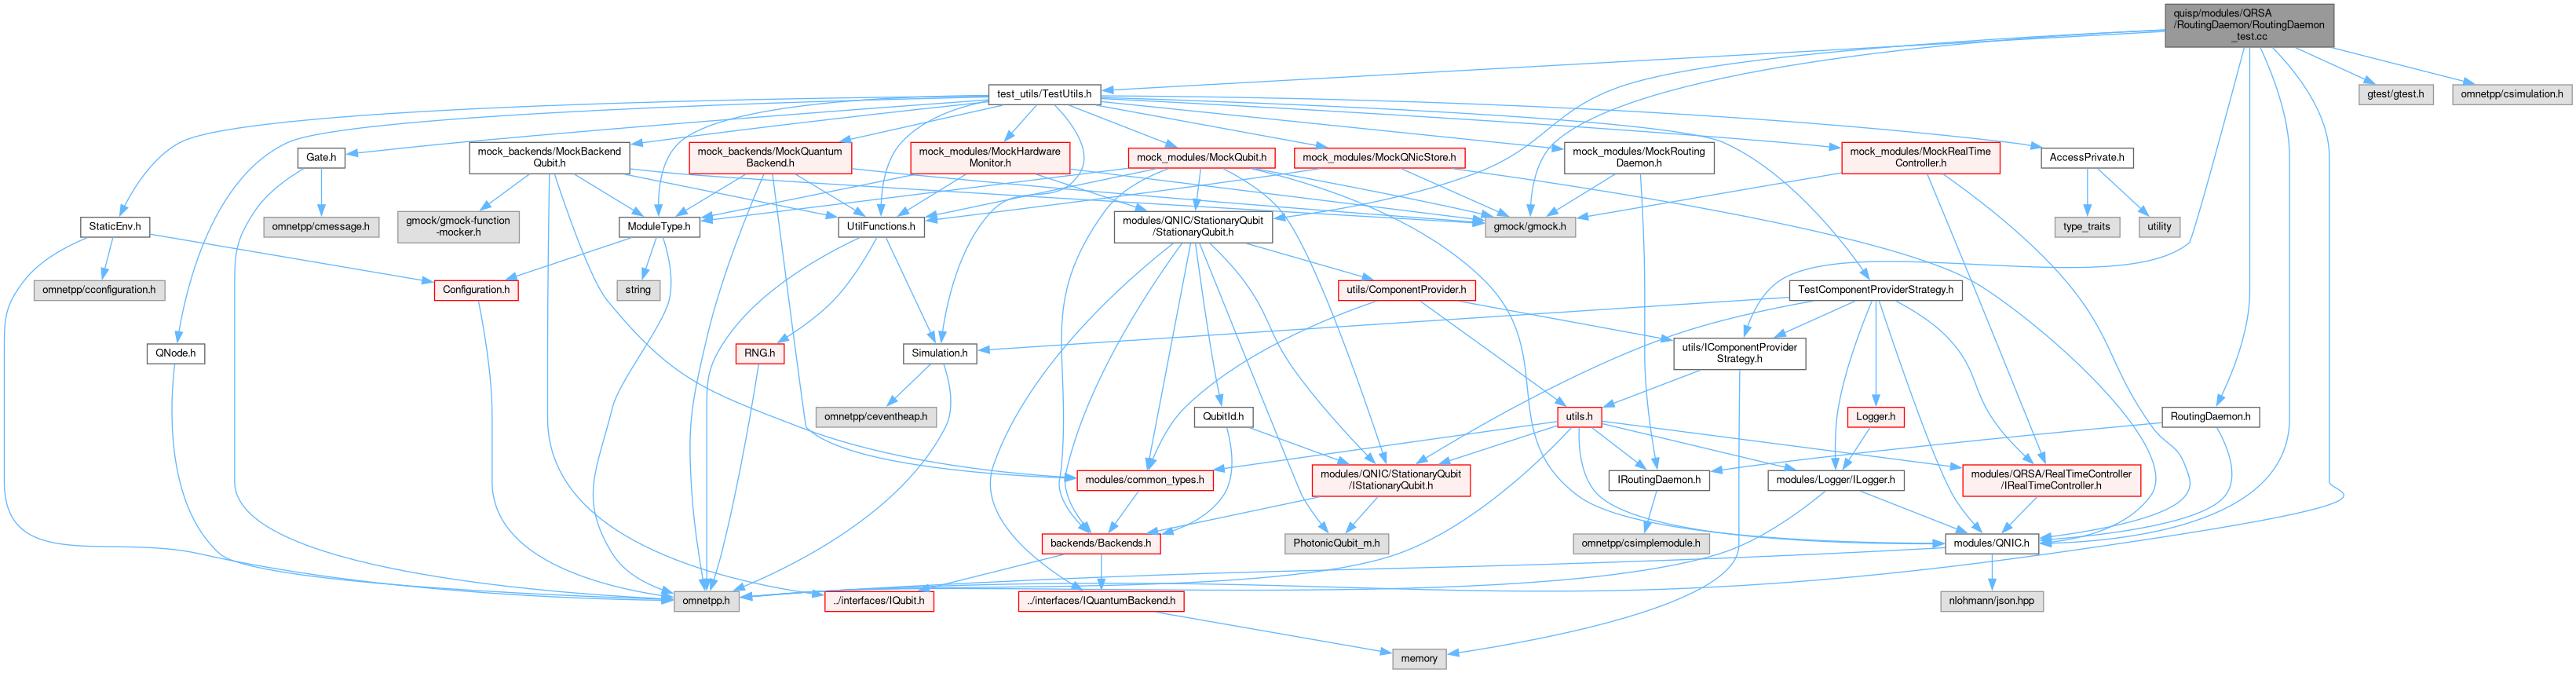 quisp/modules/QRSA
/RoutingDaemon/RoutingDaemon
_test.cc
test_utils/TestUtils.h
gtest/gtest.h
omnetpp/csimulation.h
Gate.h
mock_backends/MockBackend
Qubit.h
mock_backends/MockQuantum
Backend.h
mock_modules/MockHardware
Monitor.h
mock_modules/MockQubit.h
mock_modules/MockQNicStore.h
mock_modules/MockRouting
Daemon.h
mock_modules/MockRealTime
Controller.h
AccessPrivate.h
StaticEnv.h
omnetpp/cmessage.h
gmock/gmock-function
-mocker.h
ModuleType.h
UtilFunctions.h
modules/QNIC/StationaryQubit
/StationaryQubit.h
gmock/gmock.h
type_traits
utility
omnetpp/cconfiguration.h
Configuration.h
string
utils/ComponentProvider.h
TestComponentProviderStrategy.h
QNode.h
RNG.h
Simulation.h
utils/IComponentProvider
Strategy.h
omnetpp/ceventheap.h
QubitId.h
utils.h
Logger.h
RoutingDaemon.h
modules/common_types.h
modules/QNIC/StationaryQubit
/IStationaryQubit.h
IRoutingDaemon.h
modules/Logger/ILogger.h
modules/QRSA/RealTimeController
/IRealTimeController.h
backends/Backends.h
PhotonicQubit_m.h
omnetpp/csimplemodule.h
modules/QNIC.h
omnetpp.h
../interfaces/IQubit.h
../interfaces/IQuantumBackend.h
nlohmann/json.hpp
memory